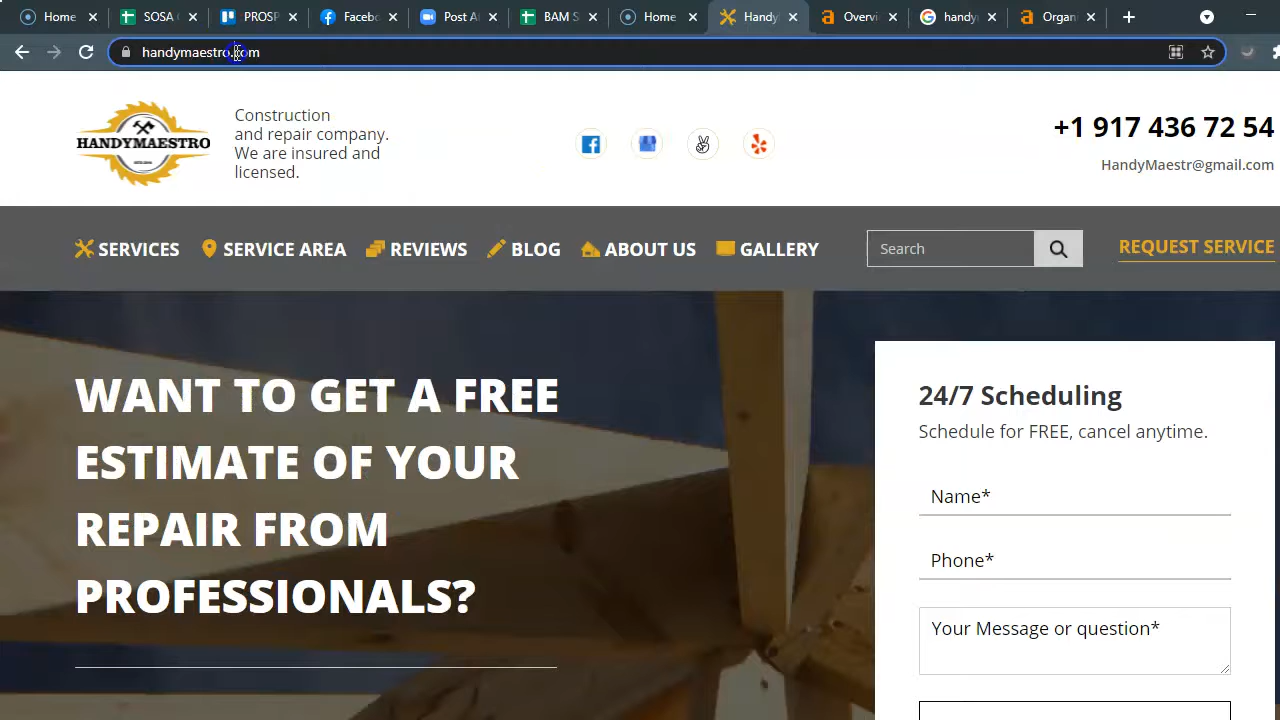 Home
SOSA
PROSP
Faceb
Post A
BAM S
Home
Handy
Overvi
handy
Organ
handymaestro.com
HANDYMAESTRO
Construction
and repair company.
We are insured and
licensed.
+1 917 436 72 54
HandyMaestr@gmail.com
SERVICES
SERVICE AREA
REVIEWS
BLOG
ABOUT US
GALLERY
Search
REQUEST SERVICE
WANT TO GET A FREE
ESTIMATE OF YOUR
REPAIR FROM
PROFESSIONALS?
24/7 Scheduling
Schedule for FREE, cancel anytime.
Name*
Phone*
Your Message or question*